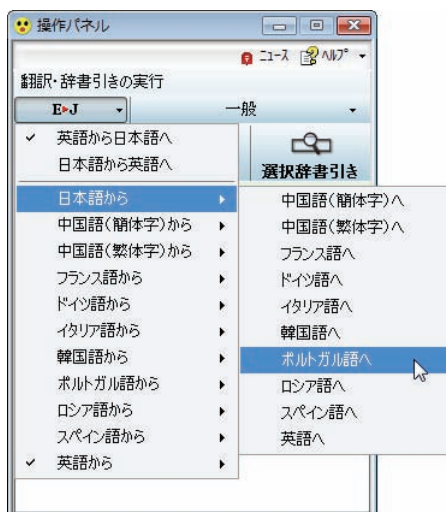 操作パネル
ニュース ヘルプ
翻訳・辞書引きの実行
E▸J 一般
選択辞書引き
✓ 英語から日本語へ
日本語から英語へ
日本語から
中国語(簡体字)から
中国語(繁体字)から
フランス語から
ドイツ語から
イタリア語から
韓国語から
ポルトガル語から
ロシア語から
スペイン語から
✓ 英語から
中国語(簡体字)へ
中国語(繁体字)へ
フランス語へ
ドイツ語へ
イタリア語へ
韓国語へ
ポルトガル語へ
ロシア語へ
スペイン語へ
英語へ